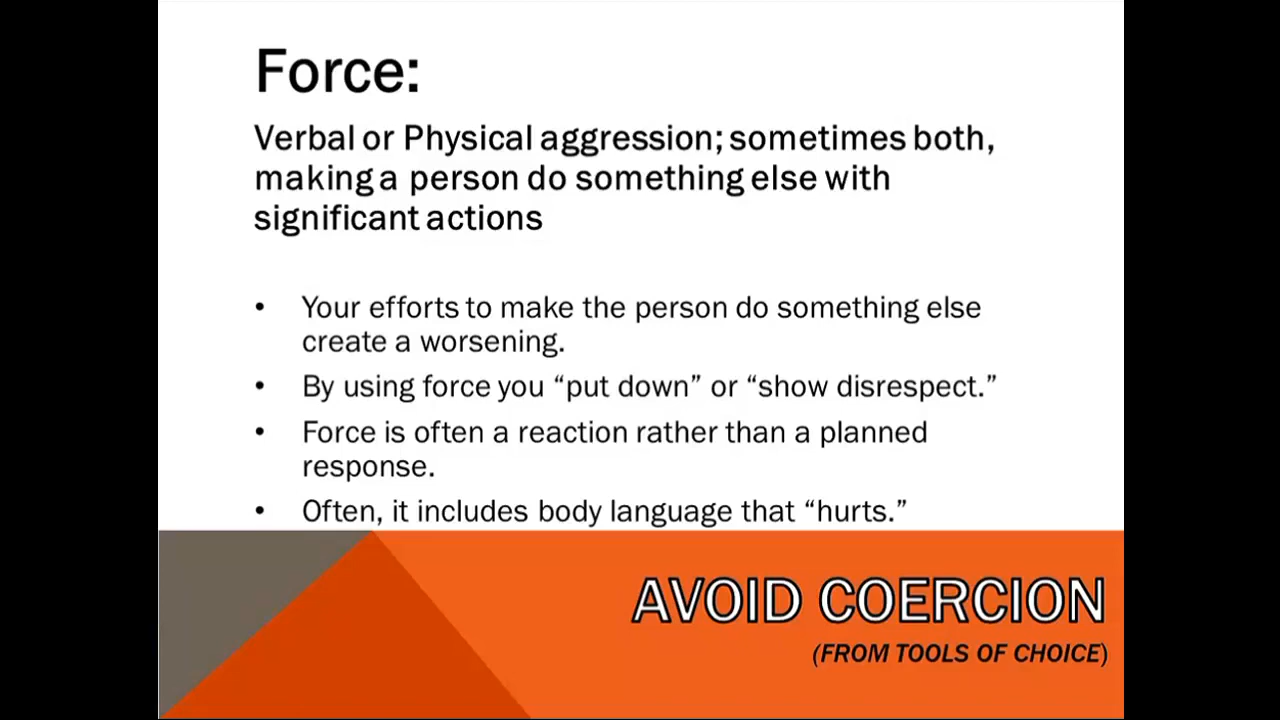 Force:
Verbal or Physical aggression; sometimes both,
making a person do something else with
significant actions
• Your efforts to make the person do something else
create a worsening.
• By using force you “put down” or “show disrespect.”
• Force is often a reaction rather than a planned
response.
• Often, it includes body language that “hurts.”
AVOID COERCION
(FROM TOOLS OF CHOICE)